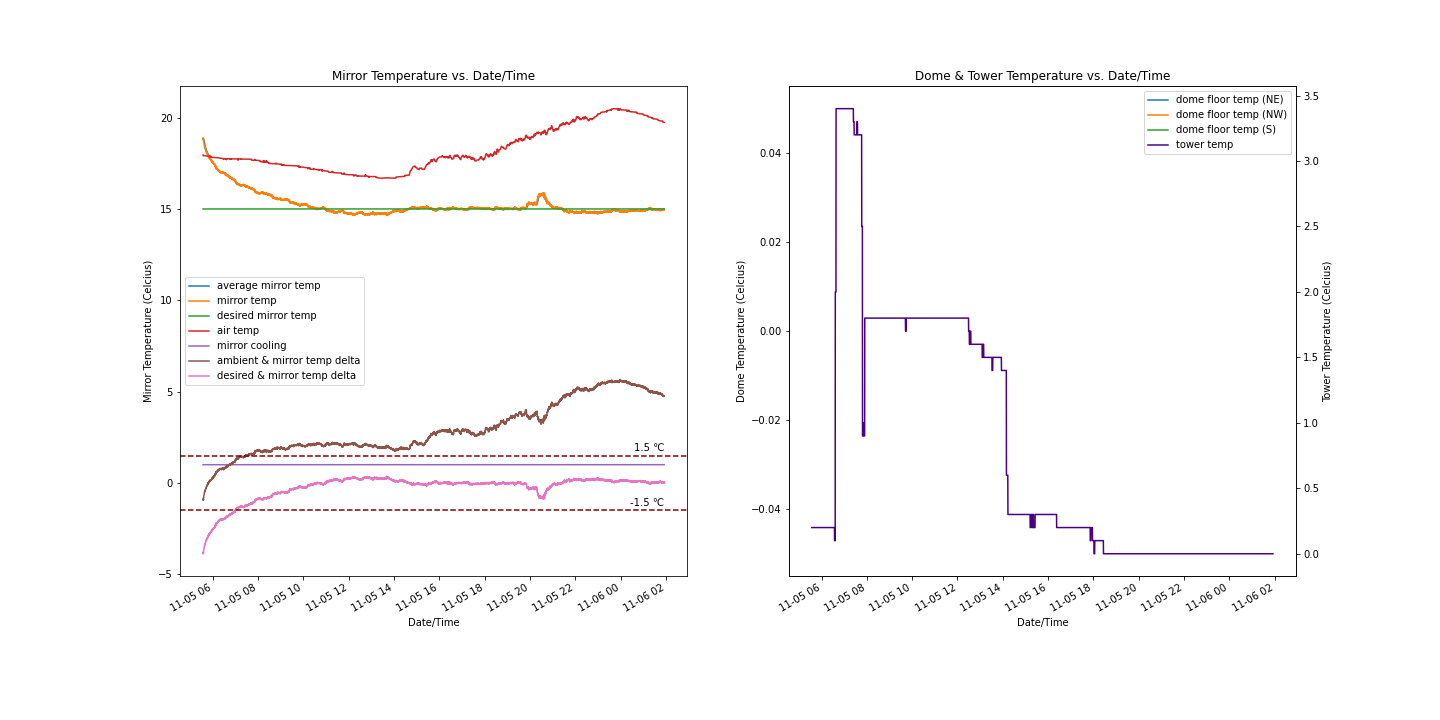 Mirror Temperature vs. Date/Time
Mirror Temperature (Celcius)
20
15
10
5
0
−5
average mirror temp
mirror temp
desired mirror temp
air temp
mirror cooling
ambient & mirror temp delta
desired & mirror temp delta
1.5 °C
-1.5 °C
11-05 06
11-05 08
11-05 10
11-05 12
11-05 14
11-05 16
11-05 18
11-05 20
11-05 22
11-06 00
11-06 02
Date/Time
Dome & Tower Temperature vs. Date/Time
Dome Temperature (Celcius)
0.04
0.02
0.00
−0.02
−0.04
dome floor temp (NE)
dome floor temp (NW)
dome floor temp (S)
tower temp
3.5
3.0
2.5
2.0
1.5
1.0
0.5
0.0
Tower Temperature (Celcius)
11-05 06
11-05 08
11-05 10
11-05 12
11-05 14
11-05 16
11-05 18
11-05 20
11-05 22
11-06 00
11-06 02
Date/Time